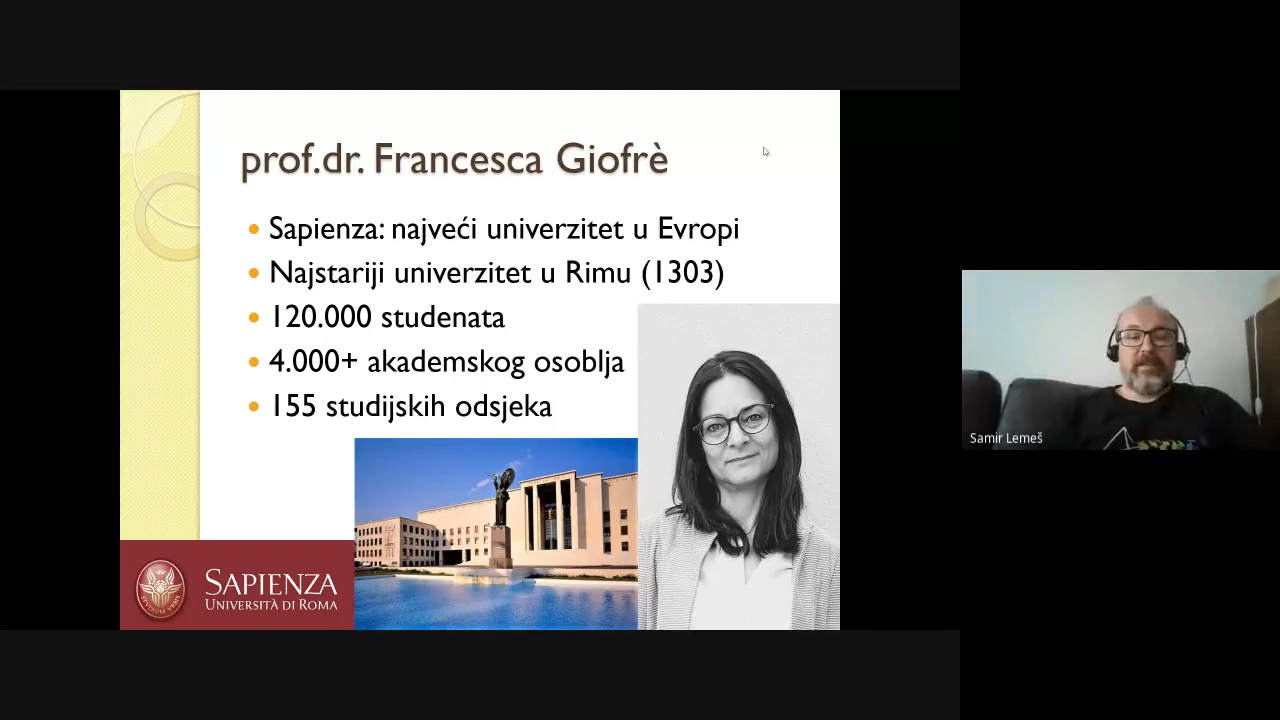 prof.dr. Francesca Giofrè
Sapienza: najveći univerzitet u Evropi
Najstariji univerzitet u Rimu (1303)
120.000 studenata
4.000+ akademskog osoblja
155 studijskih odsjeka
SAPIENZA
UNIVERSITÀ DI ROMA
Samir Lemeš